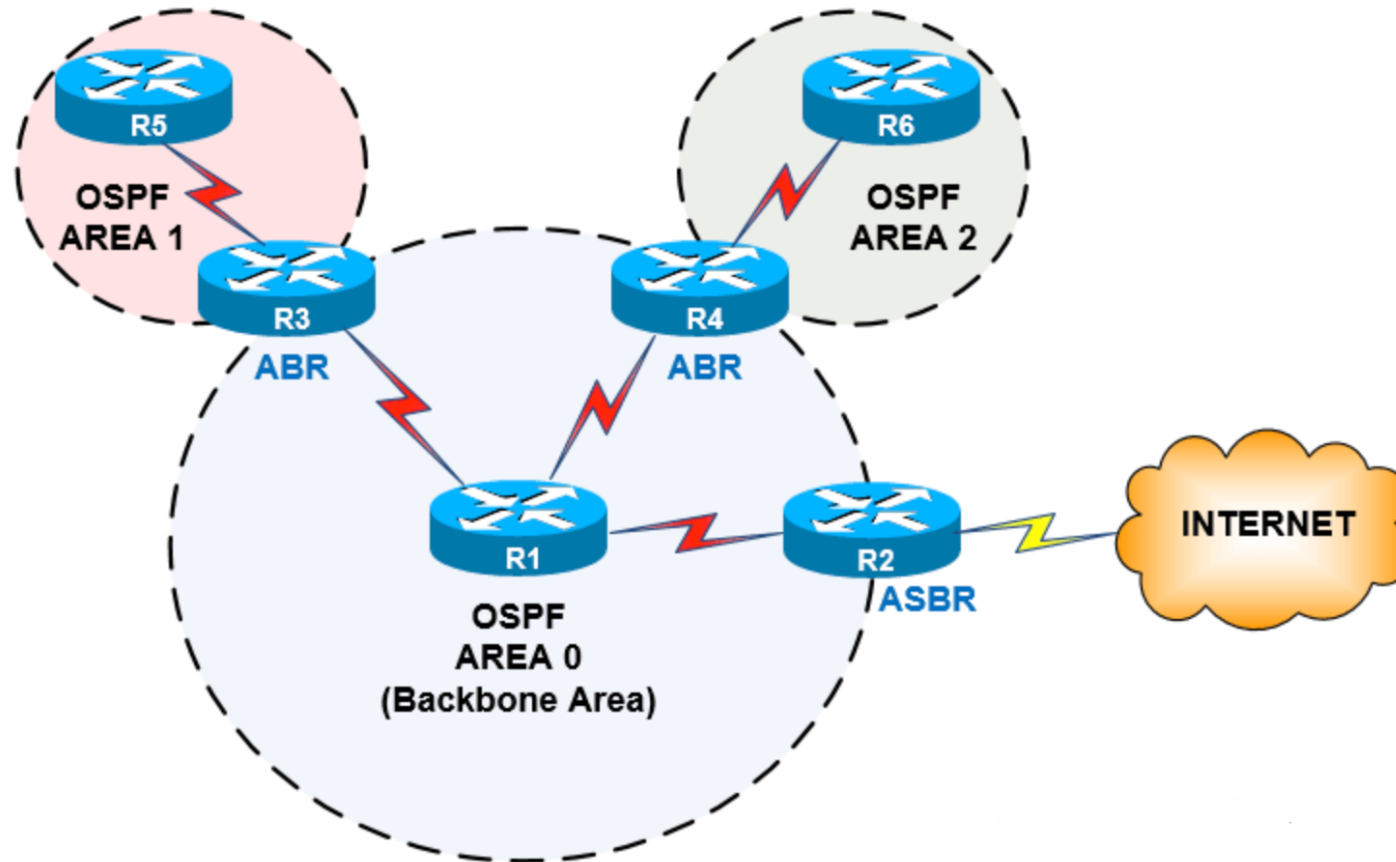 R5
R6
OSPF
AREA 1
OSPF
AREA 2
R3
R4
ABR
ABR
R1
R2
INTERNET
ASBR
OSPF
AREA 0
(Backbone Area)